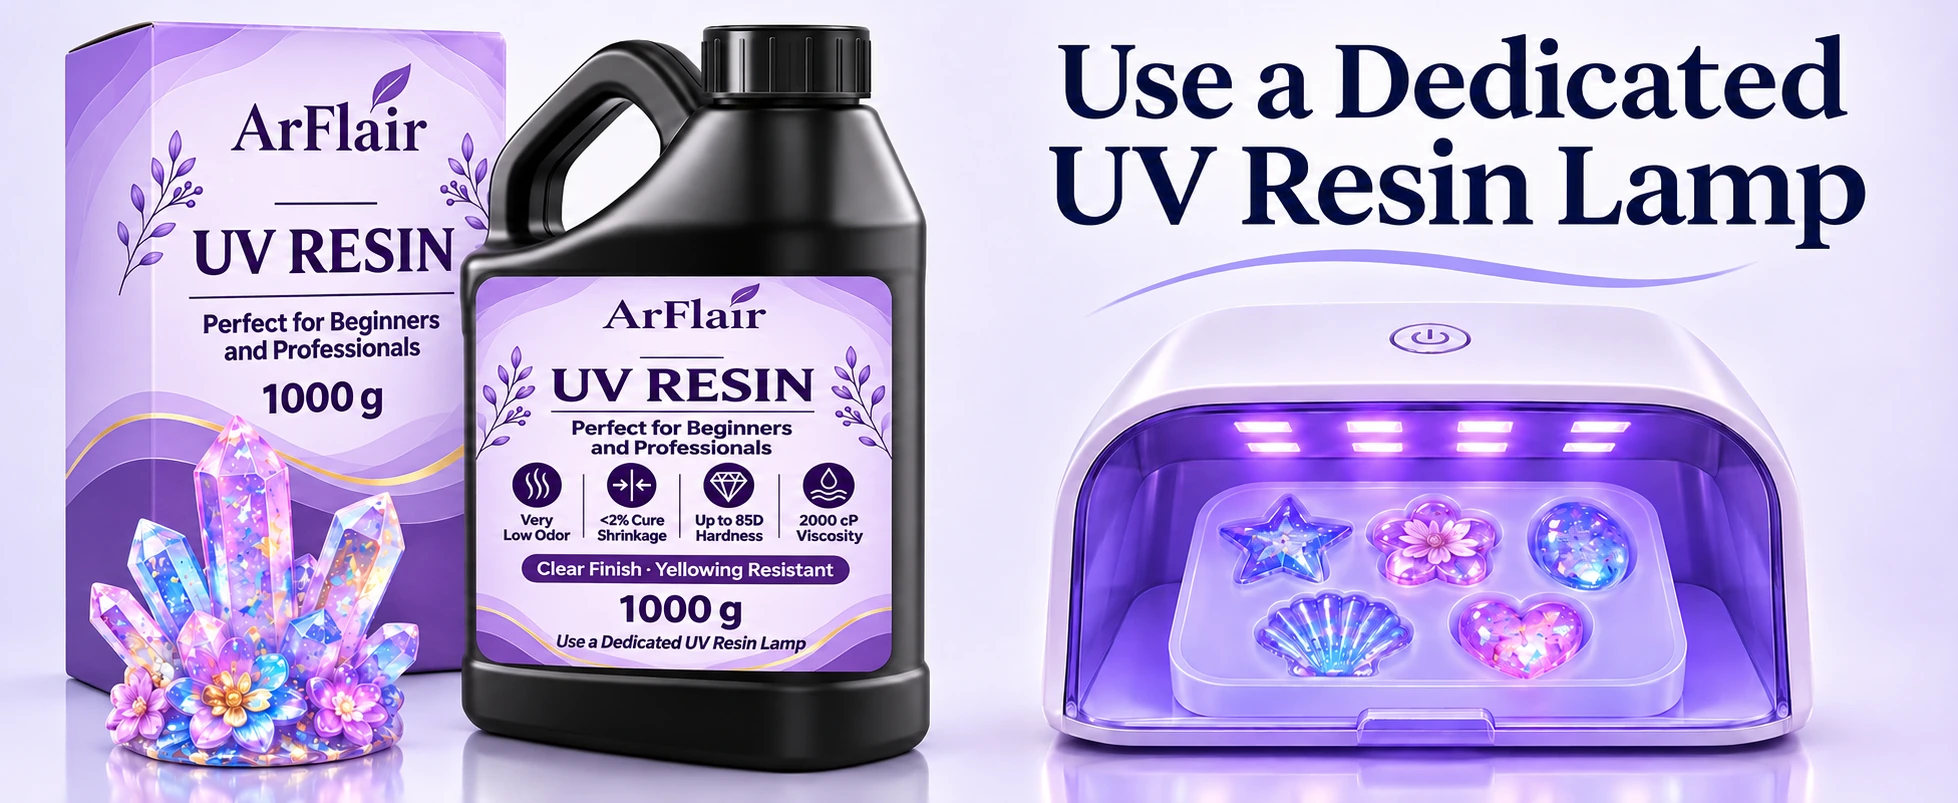 ArFlair
UV RESIN
Perfect for Beginners
and Professionals
1000 g
ArFlair
UV RESIN
Perfect for Beginners
and Professionals
Very
Low Odor
<2% Cure
Shrinkage
Up to 85D
Hardness
2000 cP
Viscosity
Clear Finish · Yellowing Resistant
1000 g
Use a Dedicated UV Resin Lamp
Use a Dedicated
UV Resin Lamp